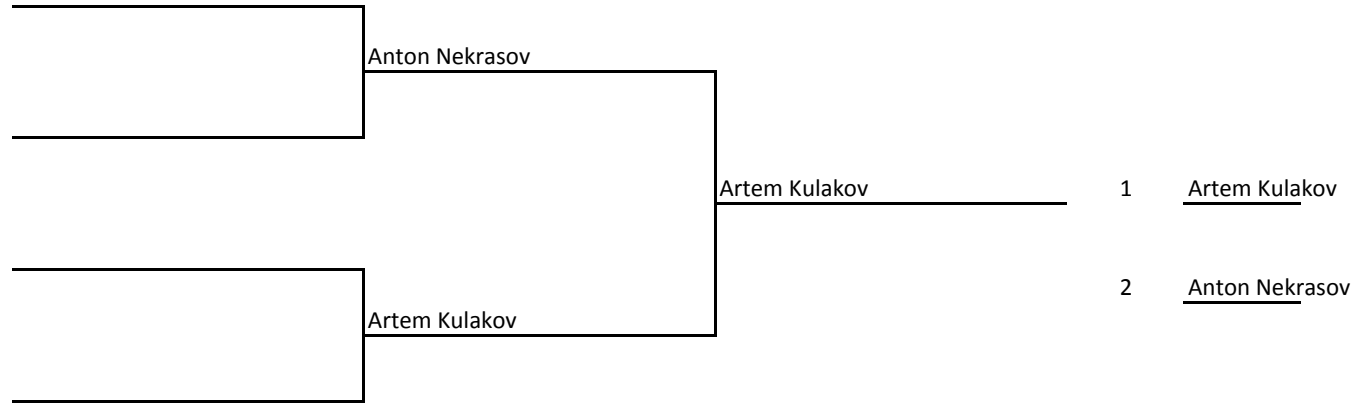 Anton Nekrasov
Artem Kulakov 1 Artem Kulakov
2 Anton Nekrasov
Artem Kulakov